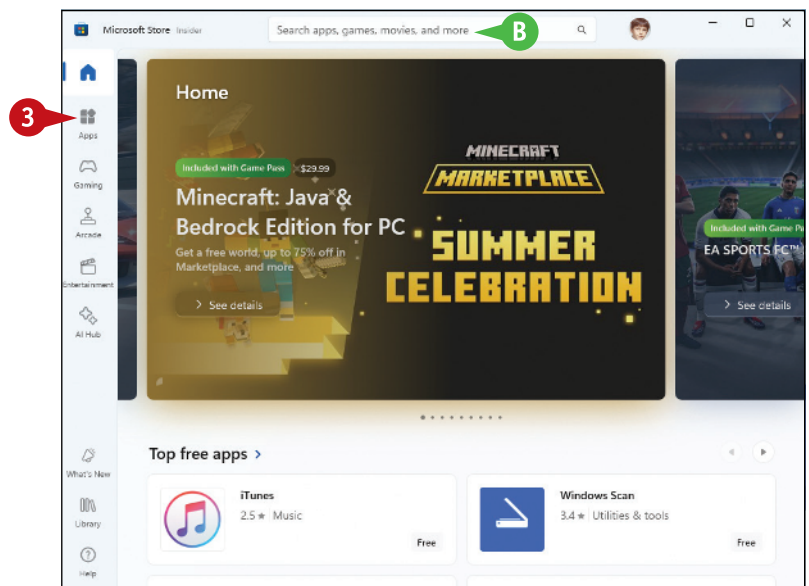 Microsoft Store Insider
Search apps, games, movies, and more
B
3
Apps
Gaming
Arcade
Entertainment
AI Hub
What's New
Library
Help
Home
Included with Game Pass
$29.99
Minecraft: Java &
Bedrock Edition for PC
Get a free world, up to 75% off in
Marketplace, and more
See details
MINECRAFT
MARKETPLACE
SUMMER
CELEBRATION
Included with Game Pa
EA SPORTS FC™
See details
Top free apps >
iTunes
2.5 ★ Music
Free
Windows Scan
3.4 ★ Utilities & tools
Free